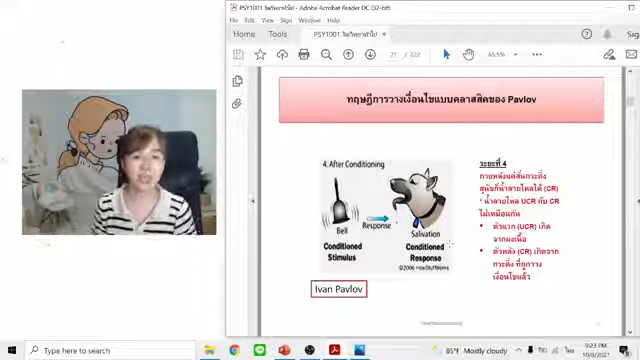 PSY1001 จิตวิทยาทั่วไป - Adobe Acrobat Reader DC (32-bit)
File Edit View Sign Window Help
Home Tools PSY1001 จิตวิทยาทั่วไป × Sig
21 / 222
ทฤษฎีการวางเงื่อนไขแบบคลาสสิคของ Pavlov
4. After Conditioning
Bell
Response
Salivation
Conditioned
Stimulus
Conditioned
Response
©2006 HowStuffWorks
Ivan Pavlov
ระยะที่ 4
ภายหลังแค่สั่นกระดิ่ง
สุนัขก็น้ำลายไหลได้ (CR)
* น้ำลายไหล UCR กับ CR
ไม่เหมือนกัน
• ตัวแรก (UCR) เกิด
จากผงเนื้อ
• ตัวหลัง (CR) เกิดจาก
กระดิ่ง ที่ถูกวาง
เงื่อนไขแล้ว
Type here to search
85°F Mostly cloudy
9:23 PM